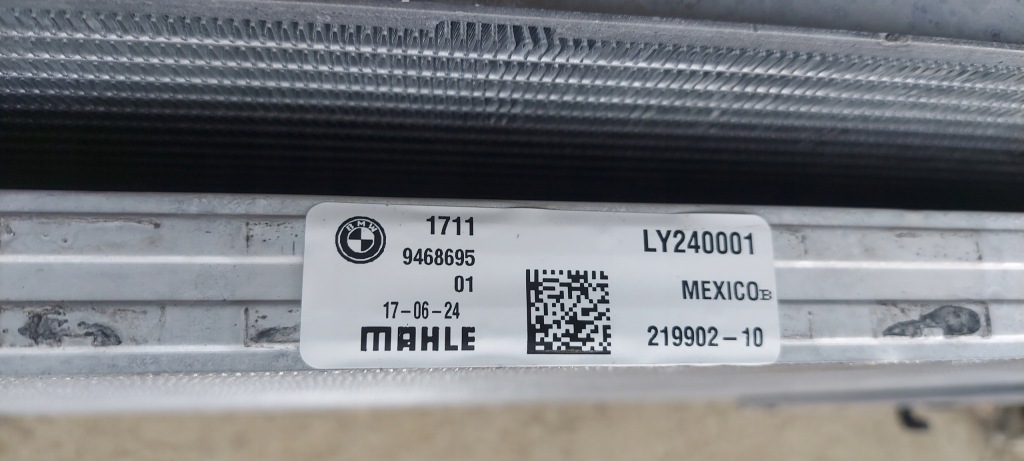 BMW
1711
9468695
01
17-06-24
MAHLE
LY240001
MEXICO B
219902-10